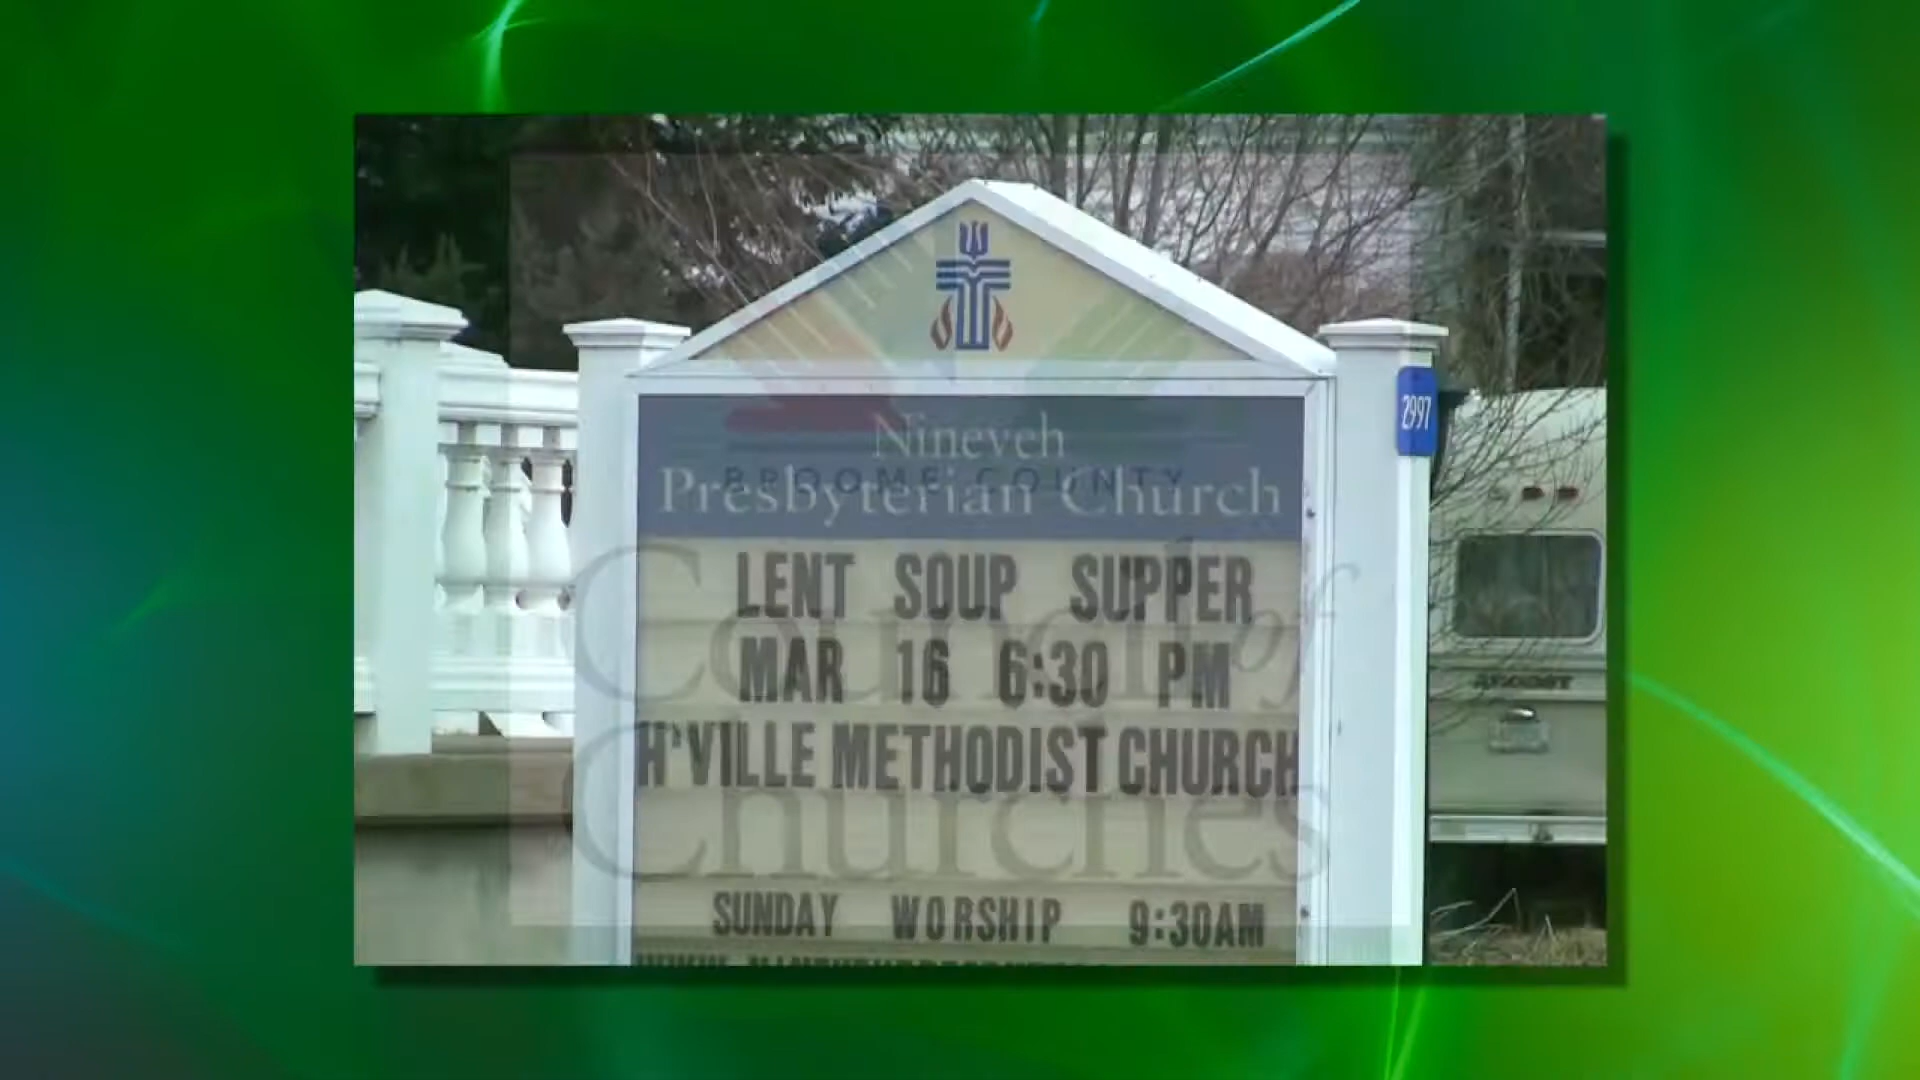 Nineveh
Presbyterian Church
BROOME COUNTY
2997
LENT SOUP SUPPER
MAR 16 6:30 PM
H'VILLE METHODIST CHURCH
Council of
Churches
SUNDAY WORSHIP 9:30AM